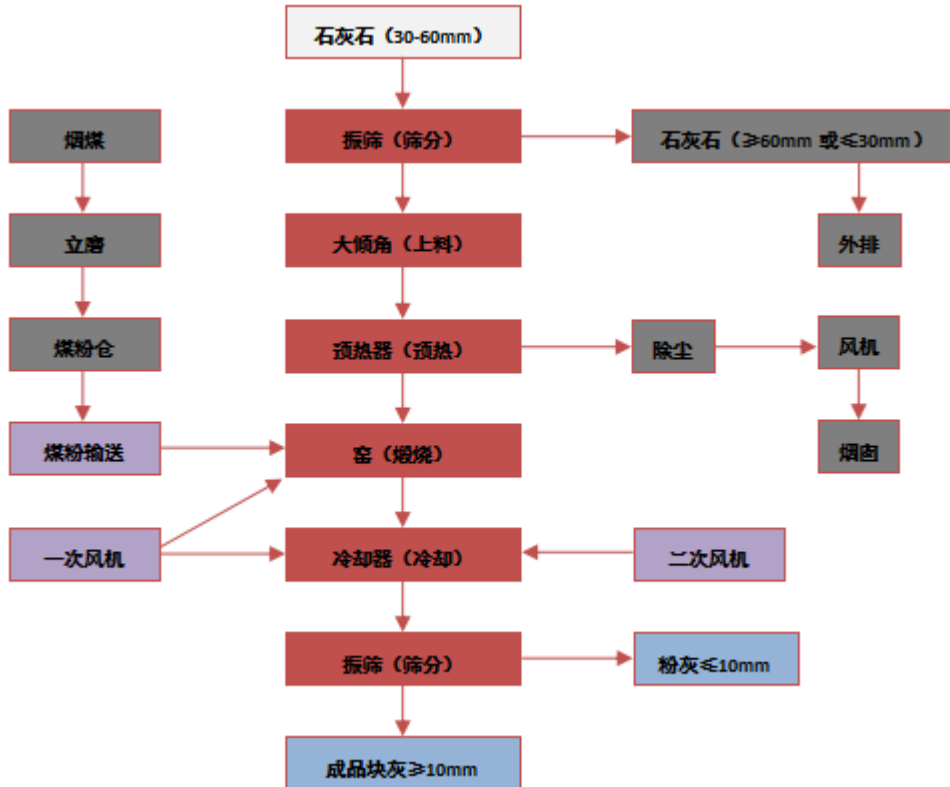 石灰石（30-60mm）
烟煤
振筛（筛分）
石灰石（≥60mm 或≤30mm）
立磨
大倾角（上料）
外排
煤粉仓
预热器（预热）
除尘
风机
煤粉输送
窑（煅烧）
烟囱
一次风机
冷却器（冷却）
二次风机
振筛（筛分）
粉灰≤10mm
成品块灰≥10mm